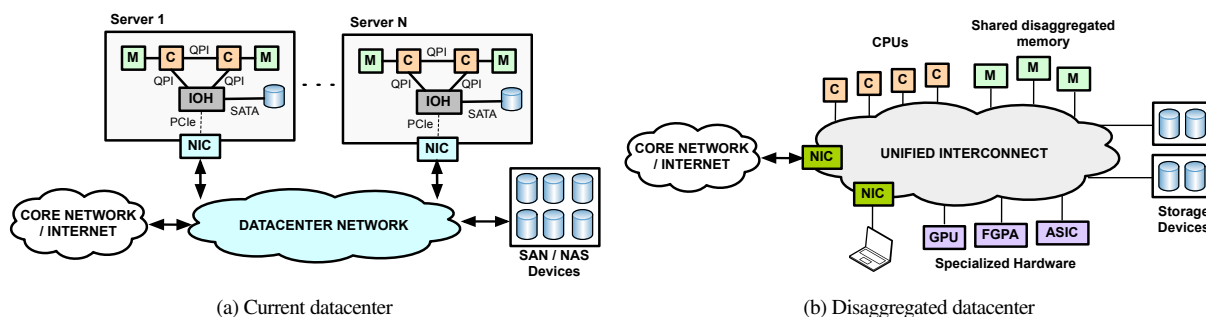 Server 1
M
QPI
C
C
M
QPI
QPI
IOH
SATA
PCIe
NIC
Server N
M
QPI
C
C
M
QPI
QPI
IOH
SATA
PCIe
NIC
CORE NETWORK
/ INTERNET
DATACENTER NETWORK
SAN / NAS
Devices
(a) Current datacenter
CPUs
Shared disaggregated
memory
C
C
C
C
M
M
M
CORE NETWORK
/ INTERNET
NIC
UNIFIED INTERCONNECT
NIC
GPU
FGPA
ASIC
Storage
Devices
Specialized Hardware
(b) Disaggregated datacenter